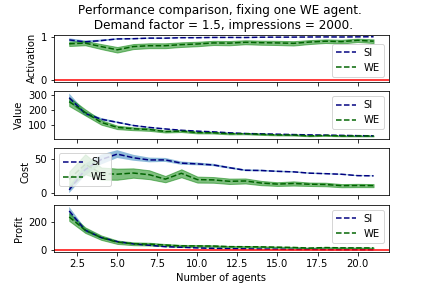 Performance comparison, fixing one WE agent.
Demand factor = 1.5, impressions = 2000.
Activation
1
0
SI
WE
Value
300
200
100
SI
WE
Cost
50
0
SI
WE
Profit
200
0
SI
WE
2.5 5.0 7.5 10.0 12.5 15.0 17.5 20.0
Number of agents